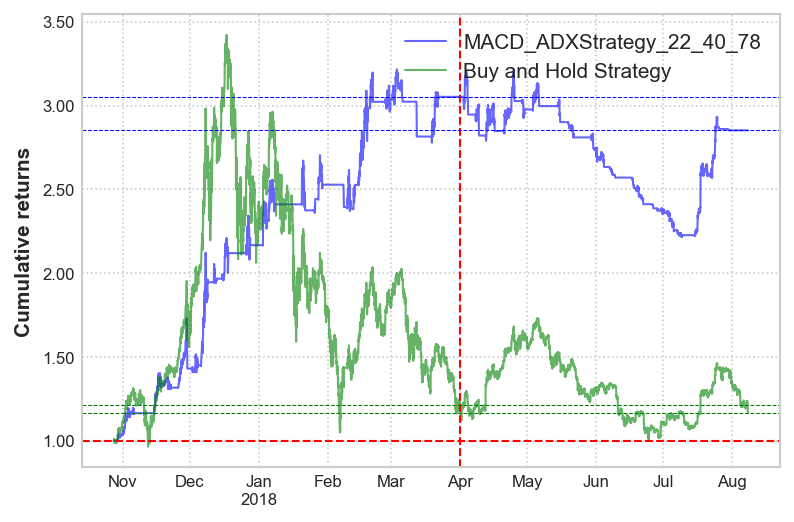 3.50
3.00
2.50
2.00
1.50
1.00
Cumulative returns
MACD_ADXStrategy_22_40_78
Buy and Hold Strategy
Nov Dec Jan Feb Mar Apr May Jun Jul Aug
2018